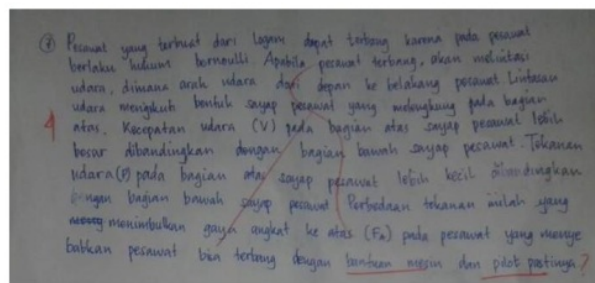 ⑦ Pesawat yang terbuat dari logam dapat terbang karena pada pesawat
berlaku hukum bernoulli. Apabila pesawat terbang, akan melintasi
udara, dimana arah udara dari depan ke belakang pesawat. Lintasan
udara mengikuti bentuk sayap pesawat yang melengkung pada bagian
4 atas. Kecepatan udara (V) pada bagian atas sayap pesawat lebih
besar dibandingkan dengan bagian bawah sayap pesawat. Tekanan
udara (P) pada bagian atas sayap pesawat lebih kecil dibandingkan
dengan bagian bawah sayap pesawat. Perbedaan tekanan inilah yang
menimbulkan gaya angkat ke atas (FA) pada pesawat yang menye
babkan pesawat bisa terbang dengan bantuan mesin dan pilot pastinya?